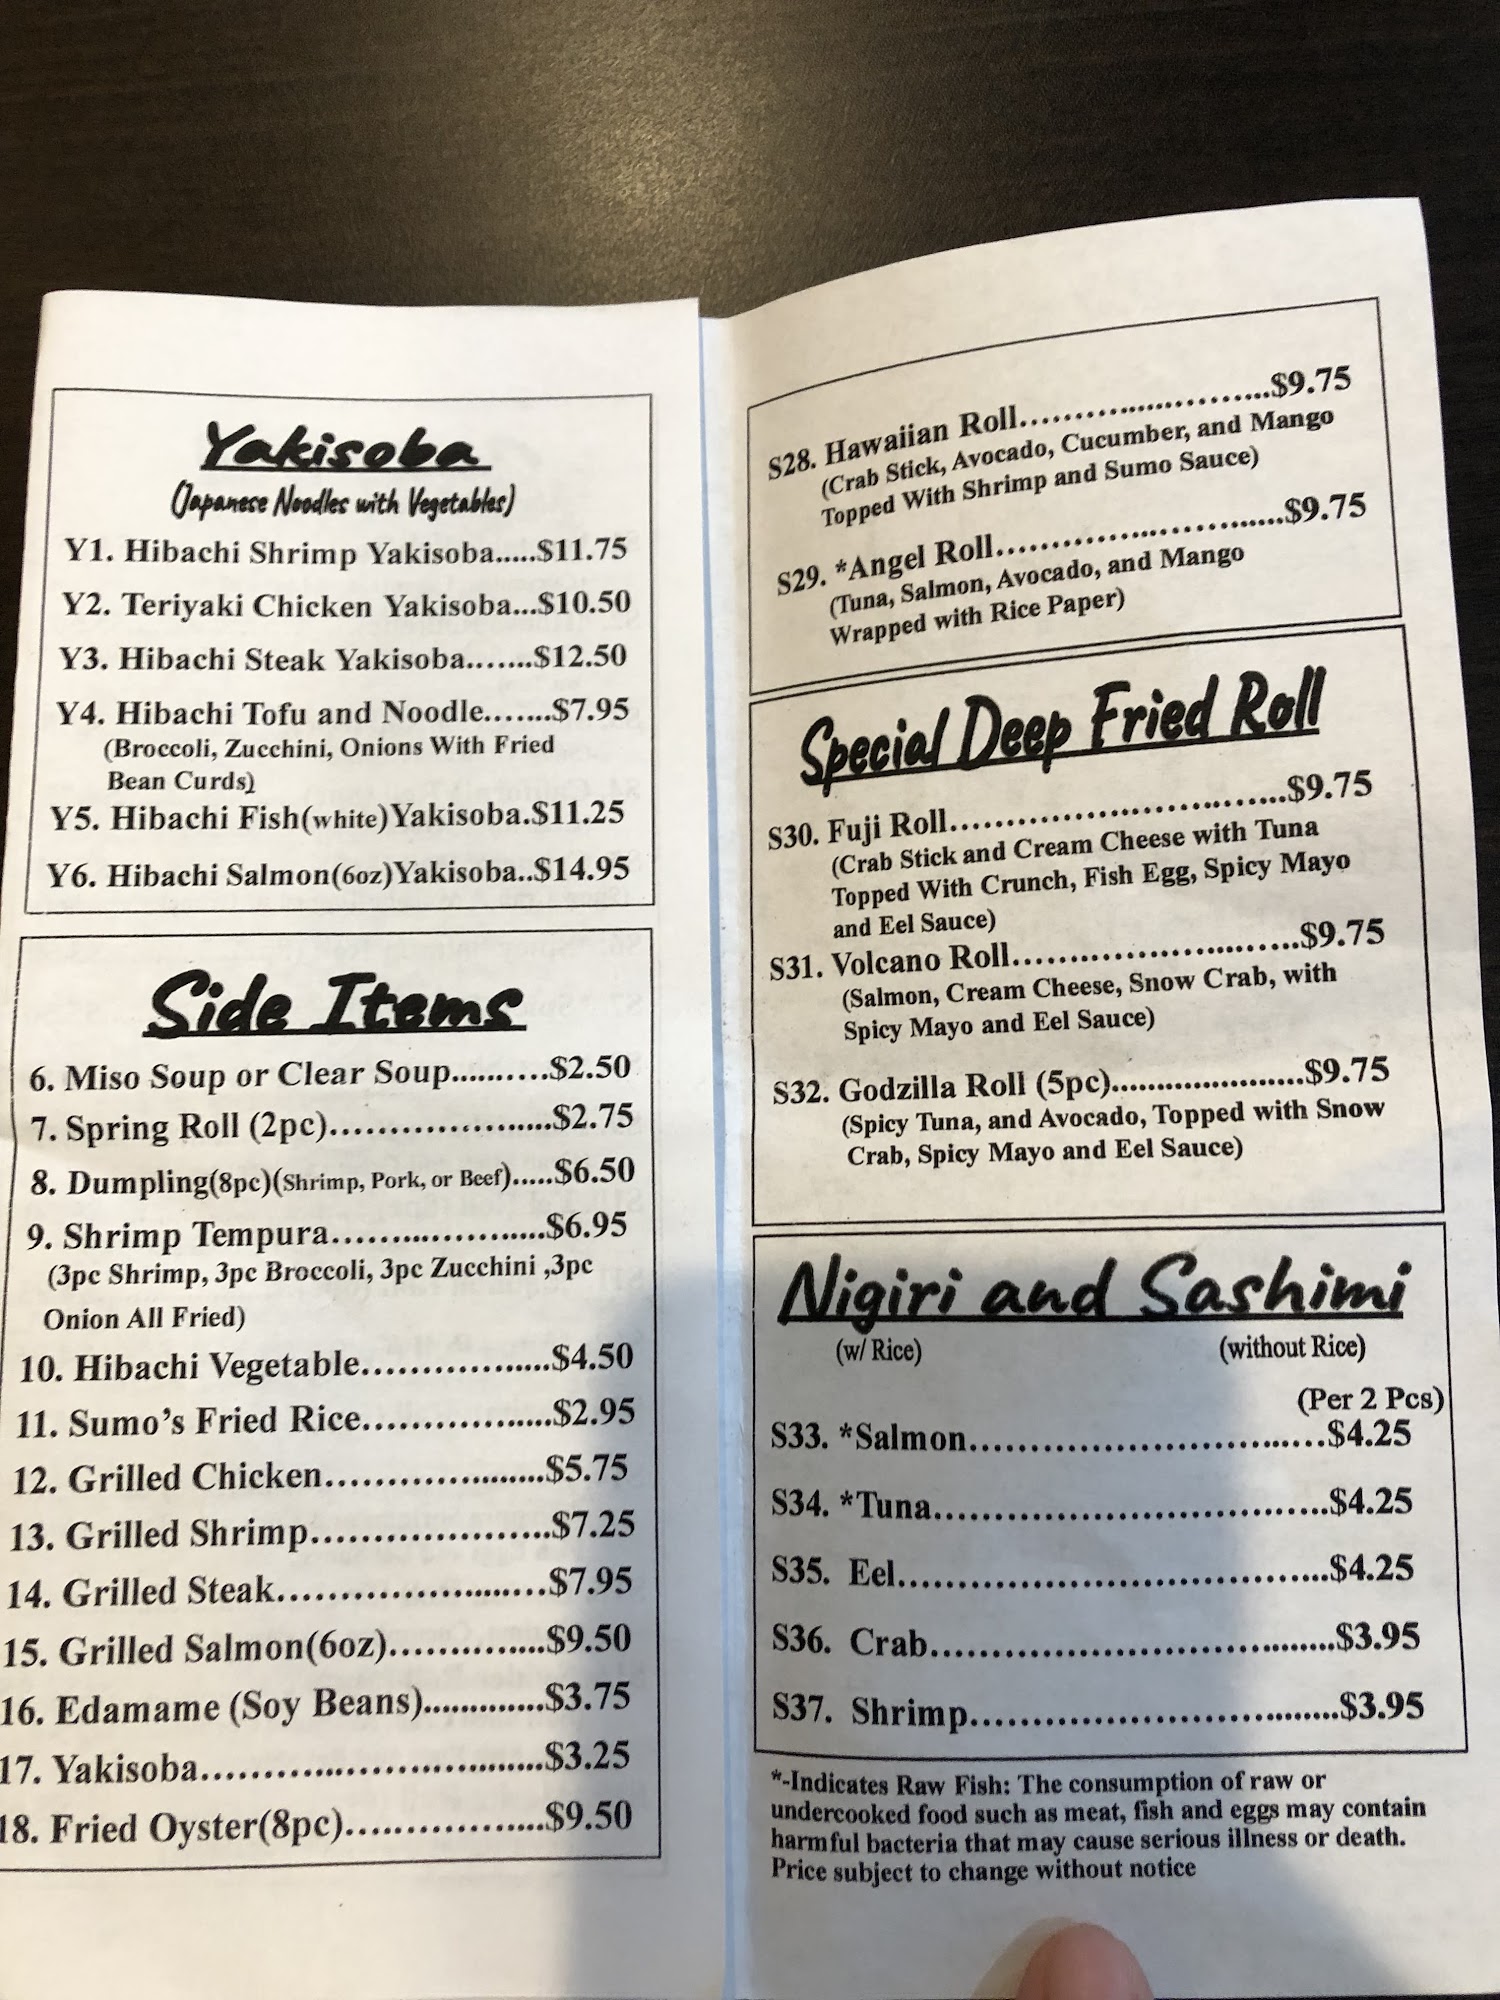 Yakisoba
(Japanese Noodles with Vegetables)
Y1. Hibachi Shrimp Yakisoba.....$11.75
Y2. Teriyaki Chicken Yakisoba...$10.50
Y3. Hibachi Steak Yakisoba.......$12.50
Y4. Hibachi Tofu and Noodle.......$7.95
(Broccoli, Zucchini, Onions With Fried
Bean Curds)
Y5. Hibachi Fish(white)Yakisoba.$11.25
Y6. Hibachi Salmon(6oz)Yakisoba..$14.95
Side Items
6. Miso Soup or Clear Soup..........$2.50
7. Spring Roll (2pc)......................$2.75
8. Dumpling(8pc)(Shrimp, Pork, or Beef).....$6.50
9. Shrimp Tempura.....................$6.95
(3pc Shrimp, 3pc Broccoli, 3pc Zucchini ,3pc
Onion All Fried)
10. Hibachi Vegetable..................$4.50
11. Sumo's Fried Rice..................$2.95
12. Grilled Chicken.....................$5.75
13. Grilled Shrimp.....................$7.25
14. Grilled Steak........................$7.95
15. Grilled Salmon(6oz)..............$9.50
16. Edamame (Soy Beans).............$3.75
17. Yakisoba..............................$3.25
18. Fried Oyster(8pc)..................$9.50
S28. Hawaiian Roll.........................$9.75
(Crab Stick, Avocado, Cucumber, and Mango
Topped With Shrimp and Sumo Sauce)
S29. *Angel Roll...........................$9.75
(Tuna, Salmon, Avocado, and Mango
Wrapped with Rice Paper)
Special Deep Fried Roll
S30. Fuji Roll................................$9.75
(Crab Stick and Cream Cheese with Tuna
Topped With Crunch, Fish Egg, Spicy Mayo
and Eel Sauce)
S31. Volcano Roll...........................$9.75
(Salmon, Cream Cheese, Snow Crab, with
Spicy Mayo and Eel Sauce)
S32. Godzilla Roll (5pc)......................$9.75
(Spicy Tuna, and Avocado, Topped with Snow
Crab, Spicy Mayo and Eel Sauce)
Nigiri and Sashimi
(w/ Rice) (without Rice)
(Per 2 Pcs)
S33. *Salmon..................................$4.25
S34. *Tuna.....................................$4.25
S35. Eel.........................................$4.25
S36. Crab......................................$3.95
S37. Shrimp..................................$3.95
*-Indicates Raw Fish: The consumption of raw or
undercooked food such as meat, fish and eggs may contain
harmful bacteria that may cause serious illness or death.
Price subject to change without notice